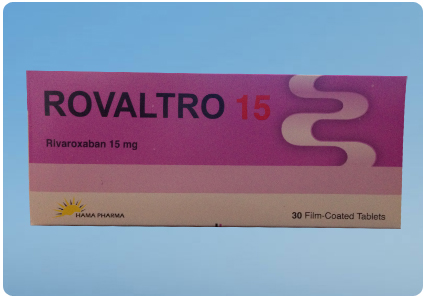 ROVALTRO 15
Rivaroxaban 15 mg
HAMA PHARMA
30 Film-Coated Tablets